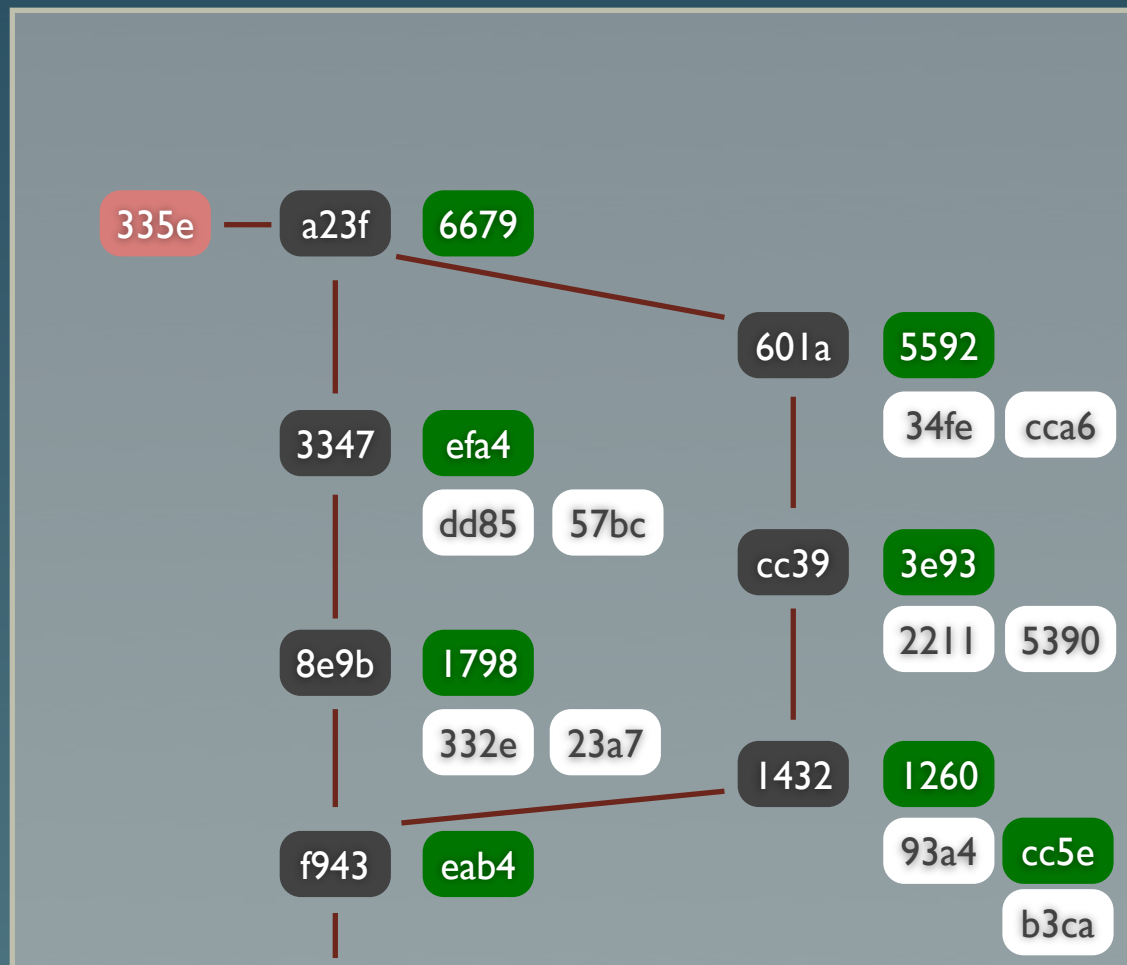 335e a23f 6679
601a 5592
34fe cca6
3347 efa4
dd85 57bc
cc39 3e93
2211 5390
8e9b 1798
332e 23a7
1432 1260
93a4 cc5e
f943 eab4
b3ca